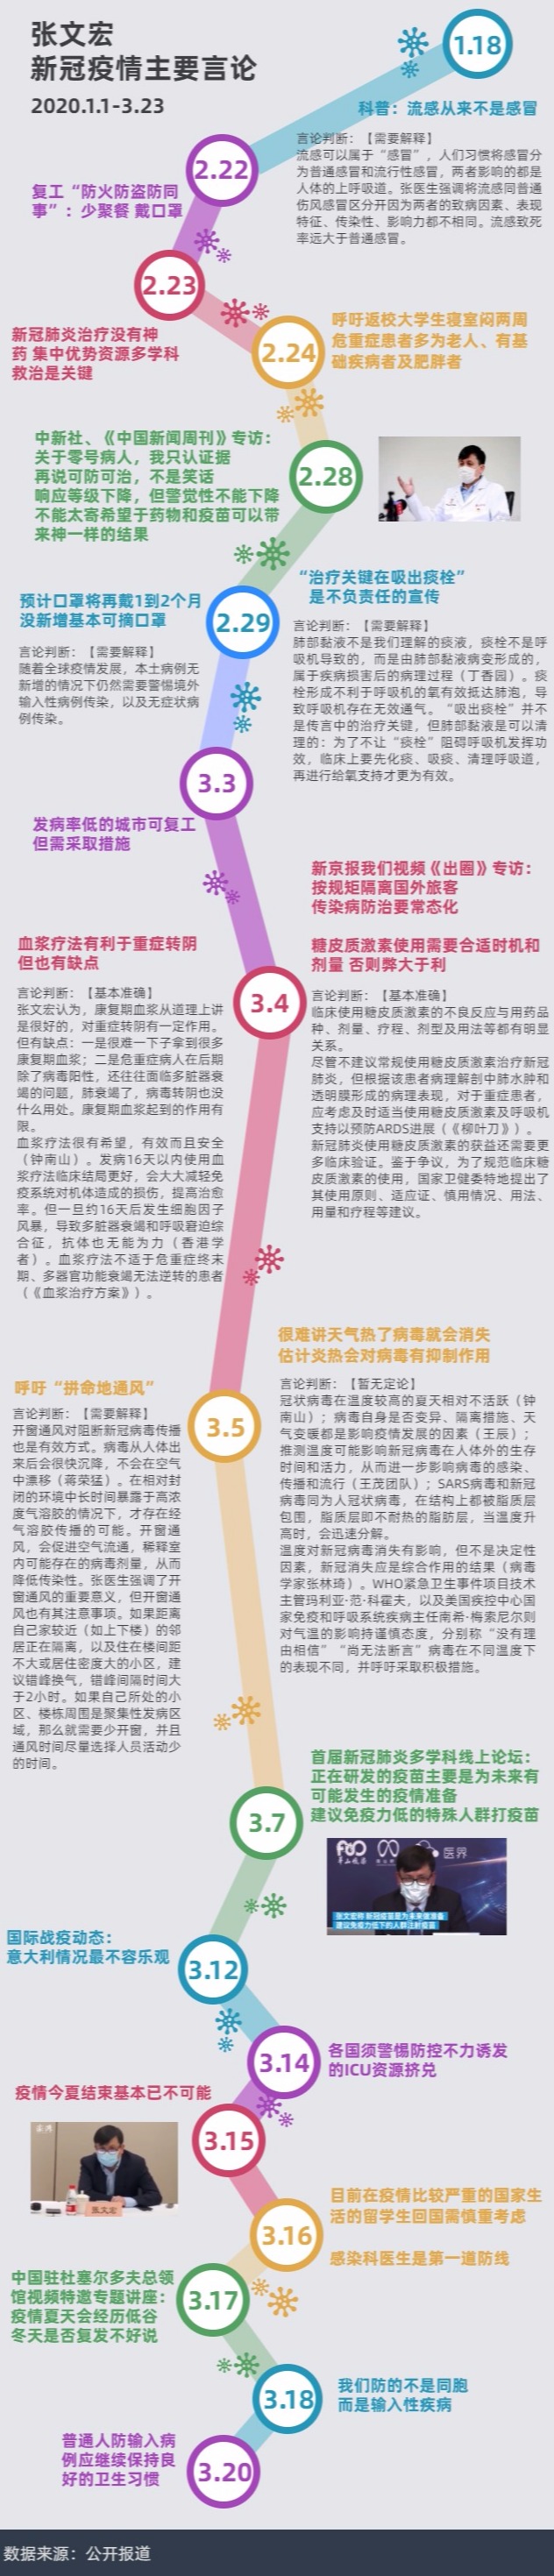 张文宏
新冠疫情主要言论
2020.1.1-3.23
1.18
科普：流感从来不是感冒
言论判断：【需要解释】
流感可以属于“感冒”，人们习惯将感冒分
为普通感冒和流行性感冒，两者影响的都是
人体的上呼吸道。张医生强调将流感同普通
伤风感冒区分开因为两者的致病因素、表现
特征、传染性、影响力都不相同。流感致死
率远大于普通感冒。
2.22
复工“防火防盗防同
事”：少聚餐 戴口罩
2.23
新冠肺炎治疗没有神
药 集中优势资源多学科
救治是关键
2.24
呼吁返校大学生寝室闷两周
危重症患者多为老人、有基
础疾病者及肥胖者
中新社、《中国新闻周刊》专访：
关于零号病人，我只认证据
再说可防可治，不是笑话
响应等级下降，但警觉性不能下降
不能太寄希望于药物和疫苗可以带
来神一样的结果
2.28
预计口罩将再戴1到2个月
没新增基本可摘口罩
言论判断：【需要解释】
随着全球疫情发展，本土病例无
新增的情况下仍然需要警惕境外
输入性病例传染，以及无症状病
例传染。
2.29
“治疗关键在吸出痰栓”
是不负责任的宣传
言论判断：【需要解释】
肺部黏液不是我们理解的痰液，痰栓不是呼
吸机导致的，而是由肺部黏液病变形成的，
属于疾病损害后的病理过程（丁香园）。痰
栓形成不利于呼吸机的氧有效抵达肺泡，导
致呼吸机存在无效通气。“吸出痰栓”并不
是传言中的治疗关键，但肺部黏液是可以清
理的：为了不让“痰栓”阻碍呼吸机发挥功
效，临床上要先化痰、吸痰、清理呼吸道，
再进行给氧支持才更为有效。
3.3
发病率低的城市可复工
但需采取措施
新京报我们视频《出圈》专访：
按规矩隔离国外旅客
传染病防治要常态化
血浆疗法有利于重症转阴
但也有缺点
言论判断：【基本准确】
张文宏认为，康复期血浆从道理上讲
是很好的，对重症转阴有一定作用。
但有缺点：一是很难一下子拿到很多
康复期血浆；二是危重症病人在后期
除了病毒阳性，还往往面临多脏器衰
竭的问题，肺衰竭了，病毒转阴也没
什么用处。康复期血浆起到的作用有
限。
血浆疗法很有希望，有效而且安全
（钟南山）。发病16天以内使用血
浆疗法临床结局更好，会大大减轻免
疫系统对机体造成的损伤，提高治愈
率。但一旦约16天后发生细胞因子
风暴，导致多脏器衰竭和呼吸窘迫综
合征，抗体也无能为力（香港学
者）。血浆疗法不适于危重症终末
期、多器官功能衰竭无法逆转的患者
（《血浆治疗方案》）。
3.4
糖皮质激素使用需要合适时机和
剂量 否则弊大于利
言论判断：【基本准确】
临床使用糖皮质激素的不良反应与用药品
种、剂量、疗程、剂型及用法等都有明显
关系。
尽管不建议常规使用糖皮质激素治疗新冠
肺炎，但根据该患者病理解剖中肺水肿和
透明膜形成的病理表现，对于重症患者，
应考虑及时适当使用糖皮质激素及呼吸机
支持以预防ARDS进展（《柳叶刀》）。
新冠肺炎使用糖皮质激素的获益还需要更
多临床验证。鉴于争议，为了规范临床糖
皮质激素的使用，国家卫健委特地提出了
其使用原则、适应证、慎用情况、用法、
用量和疗程等建议。
呼吁“拼命地通风”
言论判断：【需要解释】
开窗通风对阻断新冠病毒传播
也是有效方式。病毒从人体出
来后会很快沉降，不会在空气
中漂移（蒋荣猛）。在相对封
闭的环境中长时间暴露于高浓
度气溶胶的情况下，才存在经
气溶胶传播的可能。开窗通
风，会促进空气流通，稀释室
内可能存在的病毒剂量，从而
降低传染性。张医生强调了开
窗通风的重要意义，但开窗通
风也有其注意事项。如果距离
自己家较近（如上下楼）的邻
居正在隔离，以及住在楼间距
不大或居住密度大的小区，建
议错峰换气，错峰间隔时间大
于2小时。如果自己所处的小
区、楼栋周围是聚集性发病区
域，那么就需要少开窗，并且
通风时间尽量选择人员活动少
的时间。
3.5
很难讲天气热了病毒就会消失
估计炎热会对病毒有抑制作用
言论判断：【暂无定论】
冠状病毒在温度较高的夏天相对不活跃（钟
南山）；病毒自身是否变异、隔离措施、天
气变暖都是影响疫情发展的因素（王辰）；
推测温度可能影响新冠病毒在人体外的生存
时间和活力，从而进一步影响病毒的感染、
传播和流行（王茂团队）；SARS病毒和新冠
病毒同为人冠状病毒，在结构上都被脂质层
包围，脂质层即不耐热的脂肪层，当温度升
高时，会迅速分解。
温度对新冠病毒消失有影响，但不是决定性
因素，新冠消失应是综合作用的结果（病毒
学家张林琦）。WHO紧急卫生事件项目技术
主管玛利亚·范·科霍夫，以及美国疾控中心国
家免疫和呼吸系统疾病主任南希·梅索尼尔则
对气温的影响持谨慎态度，分别称“没有理
由相信”“尚无法断言”病毒在不同温度下
的表现不同，并呼吁采取积极措施。
3.7
首届新冠肺炎多学科线上论坛：
正在研发的疫苗主要是为未来有
可能发生的疫情准备
建议免疫力低的特殊人群打疫苗
医界
张文宏称 新冠疫苗是为未来做准备
建议免疫力低下的人群注射疫苗
国际战疫动态：
意大利情况最不容乐观
3.12
3.14
各国须警惕防控不力诱发
的ICU资源挤兑
疫情今夏结束基本已不可能
3.15
张文宏
目前在疫情比较严重的国家生
活的留学生回国需慎重考虑
3.16
感染科医生是第一道防线
中国驻杜塞尔多夫总领
馆视频特邀专题讲座：
疫情夏天会经历低谷
冬天是否复发不好说
3.17
3.18
我们防的不是同胞
而是输入性疾病
普通人防输入病
例应继续保持良
好的卫生习惯
3.20
数据来源：公开报道